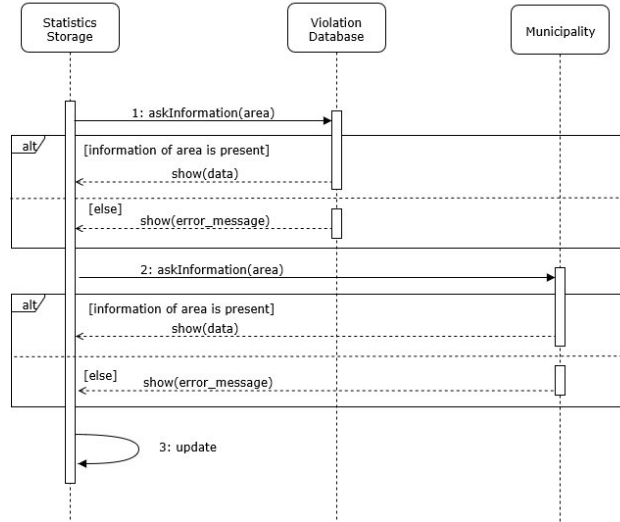 Statistics
Storage
Violation
Database
Municipality
1: askInformation(area)
alt
[information of area is present]
show(data)
[else]
show(error_message)
2: askInformation(area)
alt
[information of area is present]
show(data)
[else]
show(error_message)
3: update